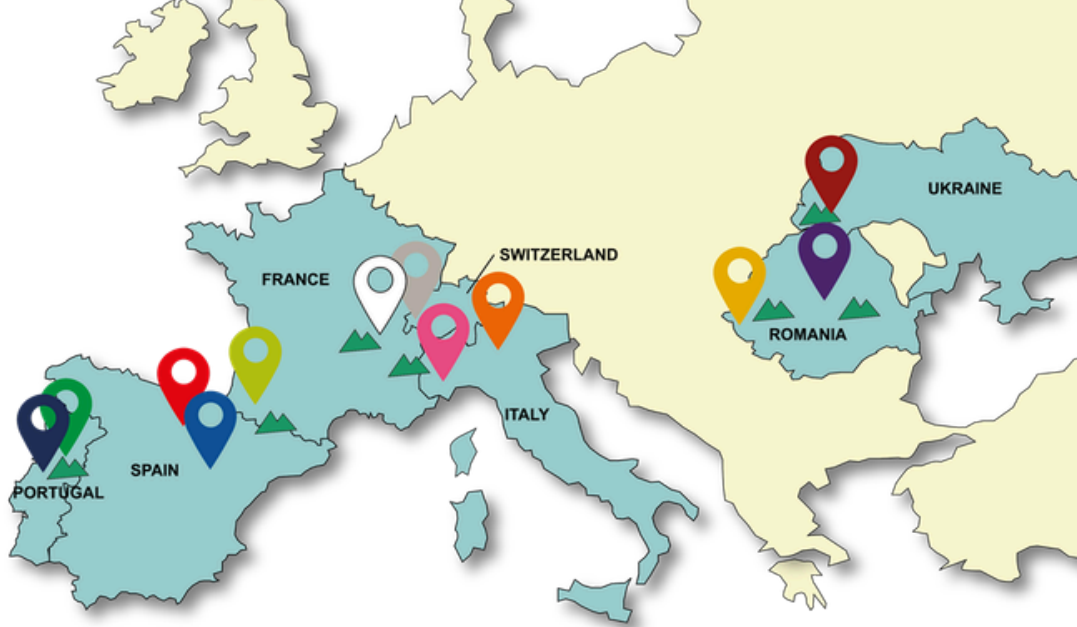 UKRAINE
SWITZERLAND
FRANCE
ROMANIA
ITALY
SPAIN
PORTUGAL